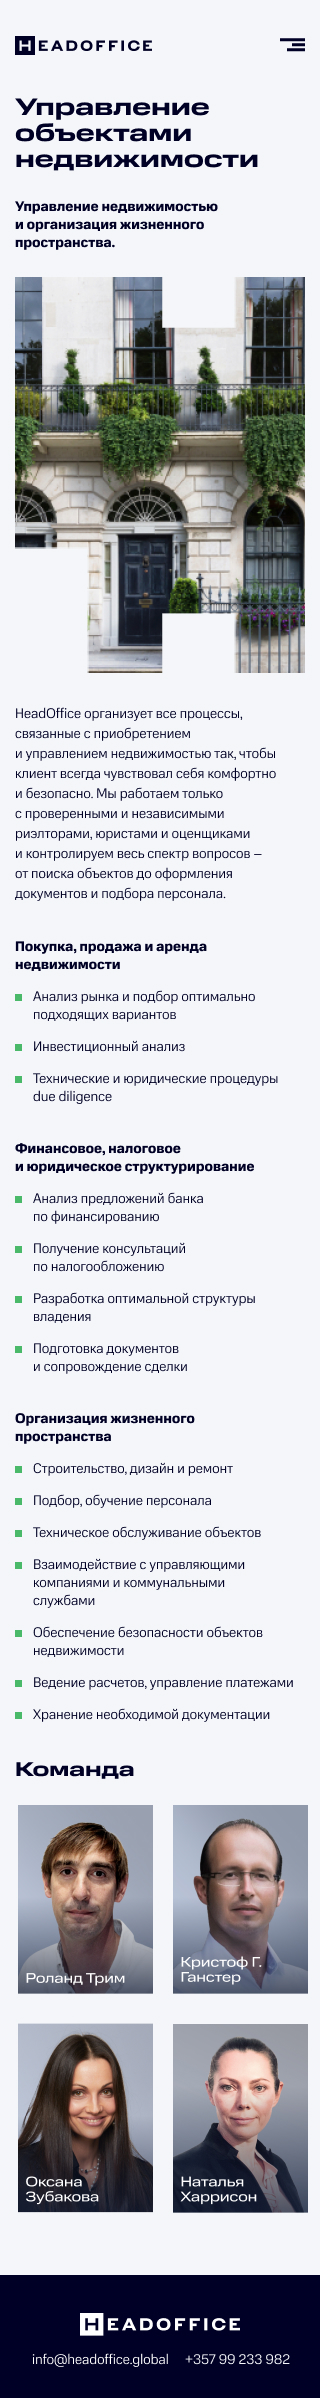 HEADOFFICE
Управление
объектами
недвижимости
Управление недвижимостью
и организация жизненного
пространства.
HeadOffice организует все процессы,
связанные с приобретением
и управлением недвижимостью так, чтобы
клиент всегда чувствовал себя комфортно
и безопасно. Мы работаем только
с проверенными и независимыми
риэлторами, юристами и оценщиками
и контролируем весь спектр вопросов –
от поиска объектов до оформления
документов и подбора персонала.
Покупка, продажа и аренда
недвижимости
Анализ рынка и подбор оптимально
подходящих вариантов
Инвестиционный анализ
Технические и юридические процедуры
due diligence
Финансовое, налоговое
и юридическое структурирование
Анализ предложений банка
по финансированию
Получение консультаций
по налогообложению
Разработка оптимальной структуры
владения
Подготовка документов
и сопровождение сделки
Организация жизненного
пространства
Строительство, дизайн и ремонт
Подбор, обучение персонала
Техническое обслуживание объектов
Взаимодействие с управляющими
компаниями и коммунальными
службами
Обеспечение безопасности объектов
недвижимости
Ведение расчетов, управление платежами
Хранение необходимой документации
Команда
Роланд Трим
Кристоф Г.
Ганстер
Оксана
Зубакова
Наталья
Харрисон
HEADOFFICE
info@headoffice.global +357 99 233 982